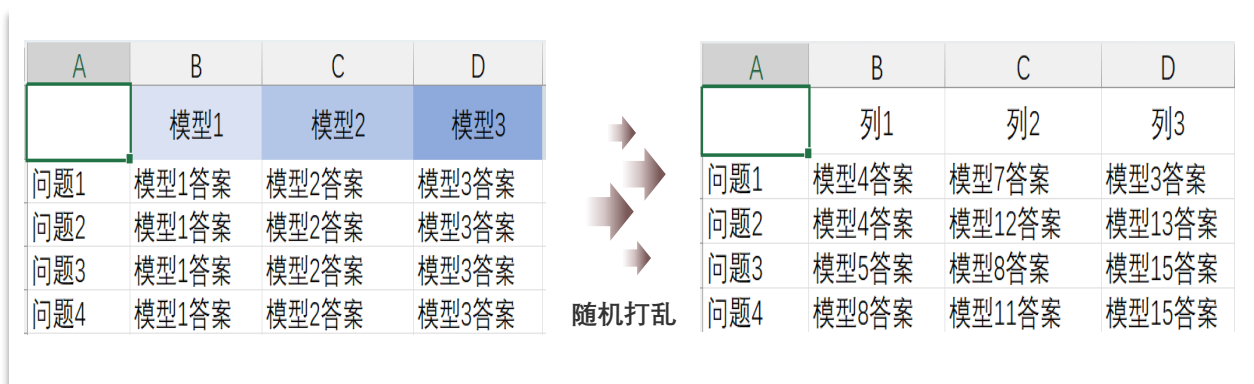 A B C D
模型1 模型2 模型3
问题1 模型1答案 模型2答案 模型3答案
问题2 模型1答案 模型2答案 模型3答案
问题3 模型1答案 模型2答案 模型3答案
问题4 模型1答案 模型2答案 模型3答案
随机打乱
A B C D
列1 列2 列3
问题1 模型4答案 模型7答案 模型3答案
问题2 模型4答案 模型12答案 模型13答案
问题3 模型5答案 模型8答案 模型15答案
问题4 模型8答案 模型11答案 模型15答案